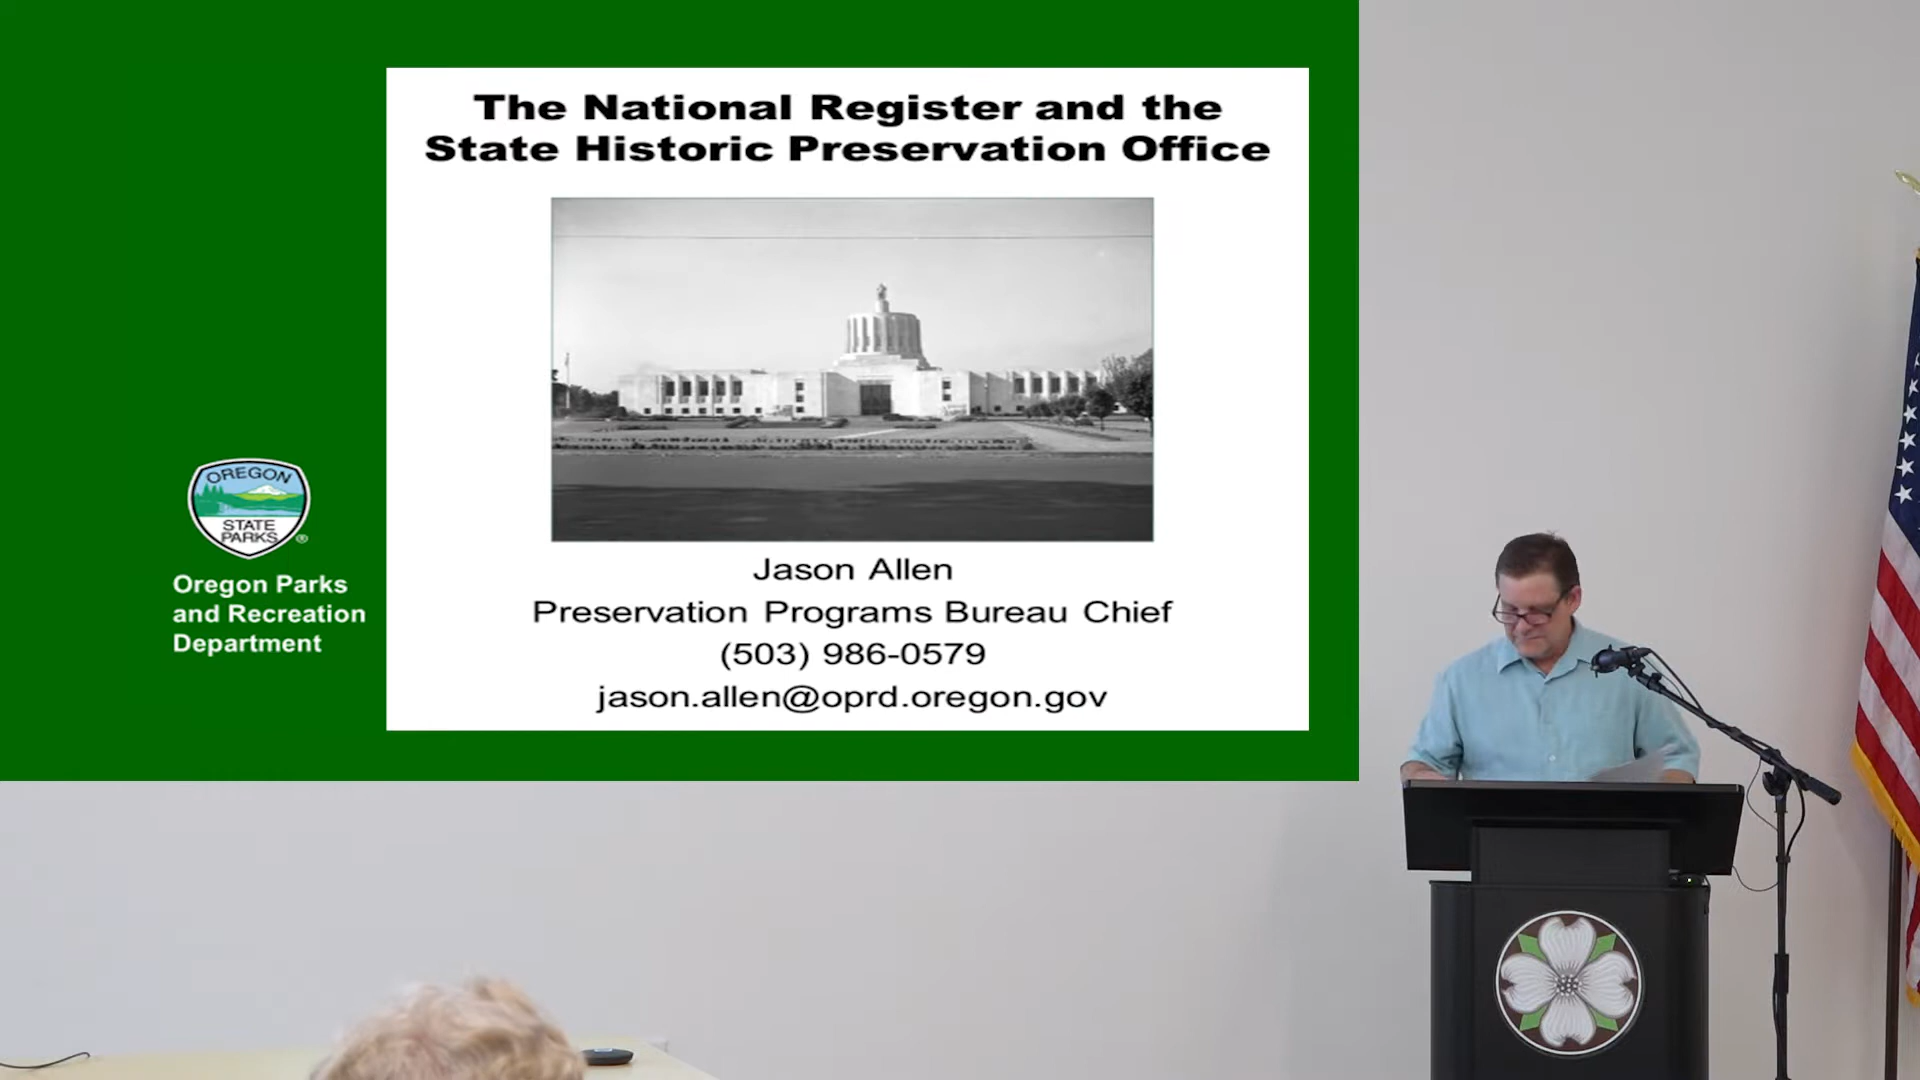 The National Register and the
State Historic Preservation Office
OREGON
STATE
PARKS
®
Oregon Parks
and Recreation
Department
Jason Allen
Preservation Programs Bureau Chief
(503) 986-0579
jason.allen@oprd.oregon.gov